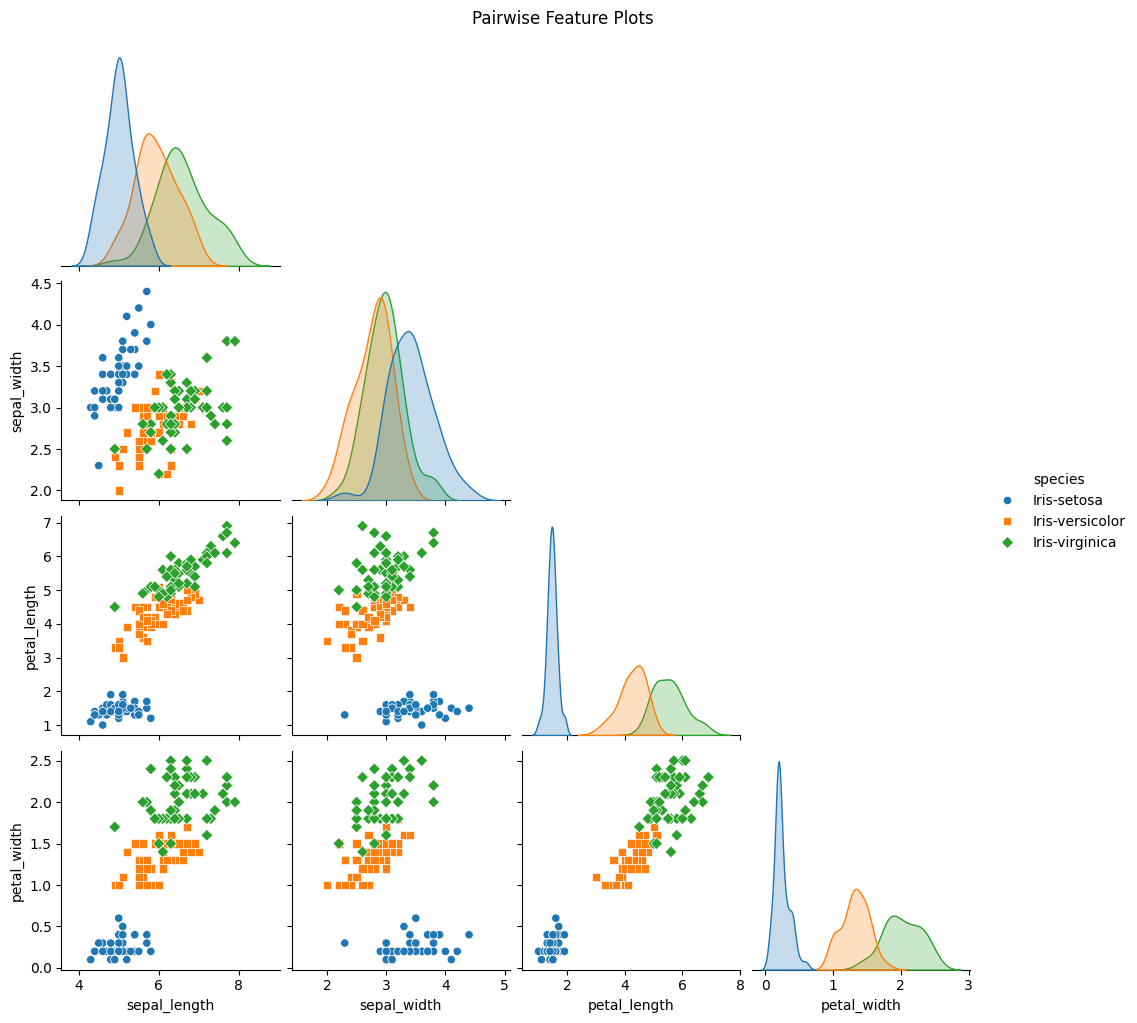 Pairwise Feature Plots
sepal_width
4.5
4.0
3.5
3.0
2.5
2.0
petal_length
7
6
5
4
3
2
1
petal_width
2.5
2.0
1.5
1.0
0.5
0.0
4 6 8
sepal_length
2 3 4 5
sepal_width
2 4 6 8
petal_length
0 1 2 3
petal_width
species
Iris-setosa
Iris-versicolor
Iris-virginica